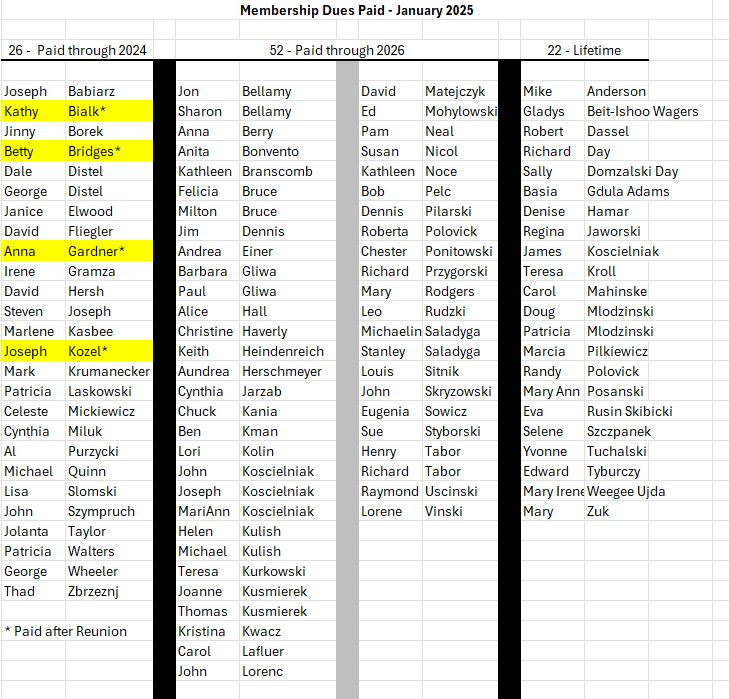 Membership Dues Paid - January 2025
26 - Paid through 2024 52 - Paid through 2026 22 - Lifetime
Joseph Babiarz Jon Bellamy David Matejczyk Mike Anderson
Kathy Bialk* Sharon Bellamy Ed Mohylowski Gladys Beit-Ishoo Wagers
Jinny Borek Anna Berry Pam Neal Robert Dassel
Betty Bridges* Anita Bonvento Susan Nicol Richard Day
Dale Distel Kathleen Branscomb Kathleen Noce Sally Domzalski Day
George Distel Felicia Bruce Bob Pelc Basia Gdula Adams
Janice Elwood Milton Bruce Dennis Pilarski Denise Hamar
David Fliegler Jim Dennis Roberta Polovick Regina Jaworski
Anna Gardner* Andrea Einer Chester Ponitowski James Koscielniak
Irene Gramza Barbara Gliwa Richard Przygorski Teresa Kroll
David Hersh Paul Gliwa Mary Rodgers Carol Mahinske
Steven Joseph Alice Hall Leo Rudzki Doug Mlodzinski
Marlene Kasbee Christine Haverly Michaelin Saladyga Patricia Mlodzinski
Joseph Kozel* Keith Heindenreich Stanley Saladyga Marcia Pilkiewicz
Mark Krumanecker Aundrea Herschmeyer Louis Sitnik Randy Polovick
Patricia Laskowski Cynthia Jarzab John Skryzowski Mary Ann Posanski
Celeste Mickiewicz Chuck Kania Eugenia Sowicz Eva Rusin Skibicki
Cynthia Miluk Ben Kman Sue Styborski Selene Szczpanek
Al Purzycki Lori Kolin Henry Tabor Yvonne Tuchalski
Michael Quinn John Koscielniak Richard Tabor Edward Tyburczy
Lisa Slomski Joseph Koscielniak Raymond Uscinski Mary Irene Weegee Ujda
John Szympruch MariAnn Koscielniak Lorene Vinski Mary Zuk
Jolanta Taylor Helen Kulish
Patricia Walters Michael Kulish
George Wheeler Teresa Kurkowski
Thad Zbrzeznj Joanne Kusmierek
Thomas Kusmierek
* Paid after Reunion Kristina Kwacz
Carol Lafluer
John Lorenc